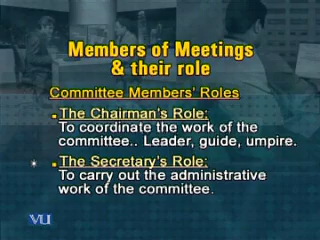 Members of Meetings
& their role
Committee Members' Roles
The Chairman's Role:
To coordinate the work of the
committee.. Leader, guide, umpire.
The Secretary's Role:
To carry out the administrative
work of the committee.
VU